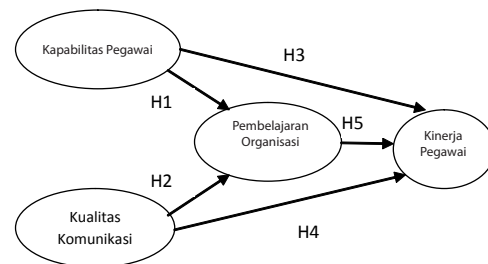 Kapabilitas Pegawai
H3
H1
Pembelajaran
Organisasi
H5
Kinerja
Pegawai
H2
Kualitas
Komunikasi
H4